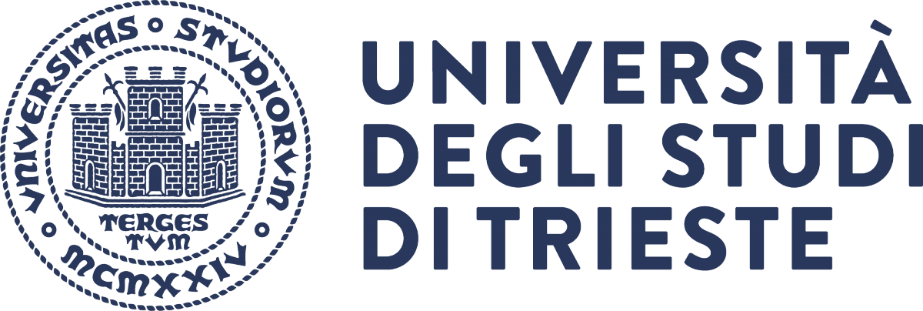 UNIVERSITAS STVDIORVM
TERGES
TVM
MCMXXIV
UNIVERSITÀ
DEGLI STUDI
DI TRIESTE